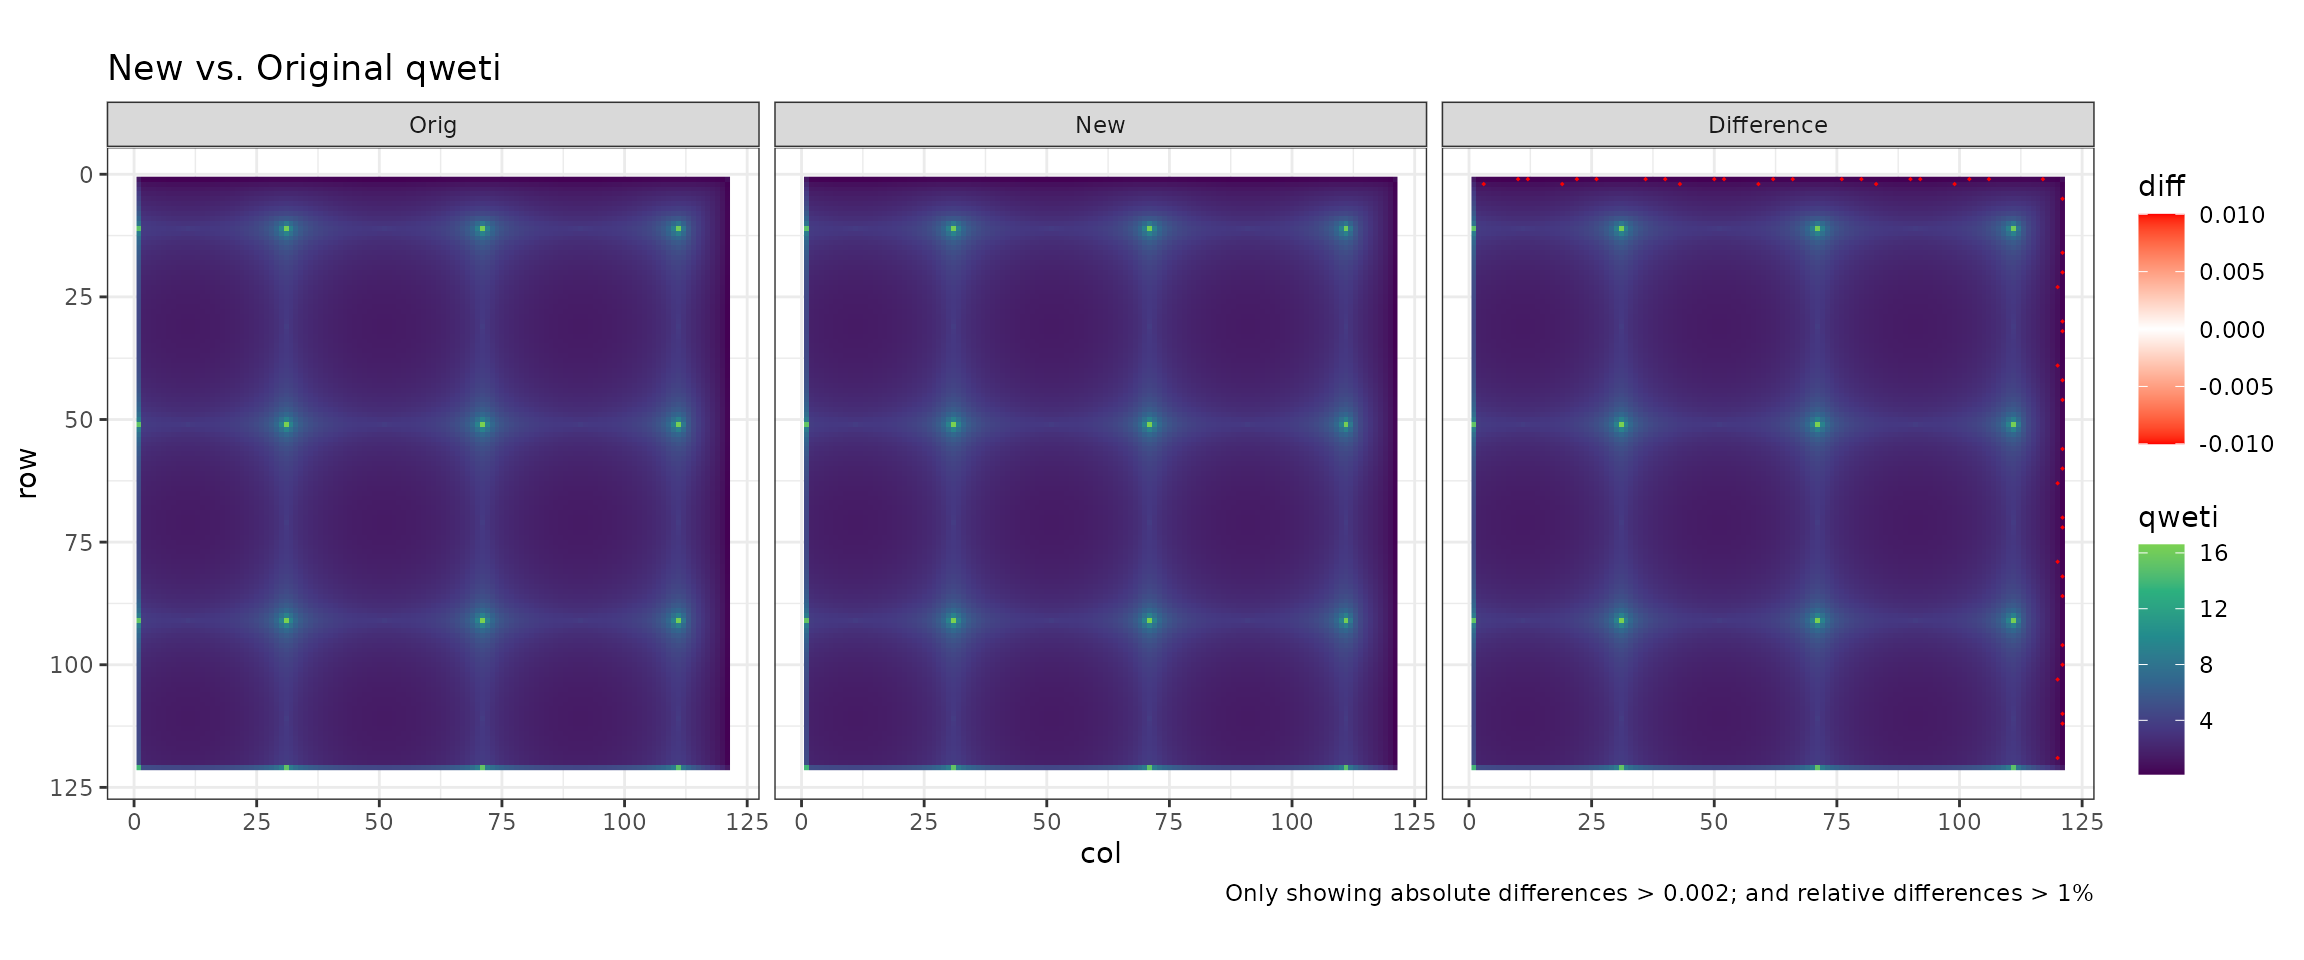 New vs. Original qweti
Orig
New
Difference
row
0
25
50
75
100
125
0 25 50 75 100 125
0 25 50 75 100 125
0 25 50 75 100 125
col
Only showing absolute differences > 0.002; and relative differences > 1%
diff
0.010
0.005
0.000
-0.005
-0.010
qweti
16
12
8
4